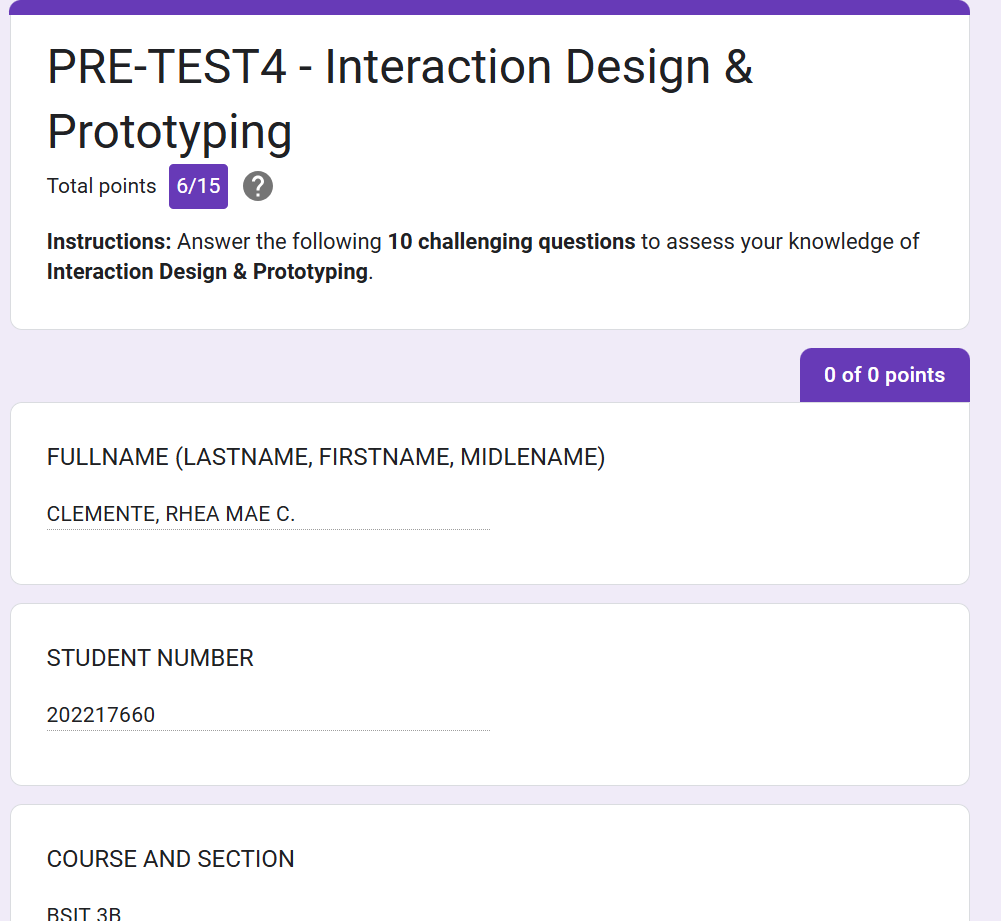 PRE-TEST4 - Interaction Design &
Prototyping
Total points 6/15 ?
Instructions: Answer the following 10 challenging questions to assess your knowledge of
Interaction Design & Prototyping.
0 of 0 points
FULLNAME (LASTNAME, FIRSTNAME, MIDLENAME)
CLEMENTE, RHEA MAE C.
STUDENT NUMBER
202217660
COURSE AND SECTION
BSIT 3B